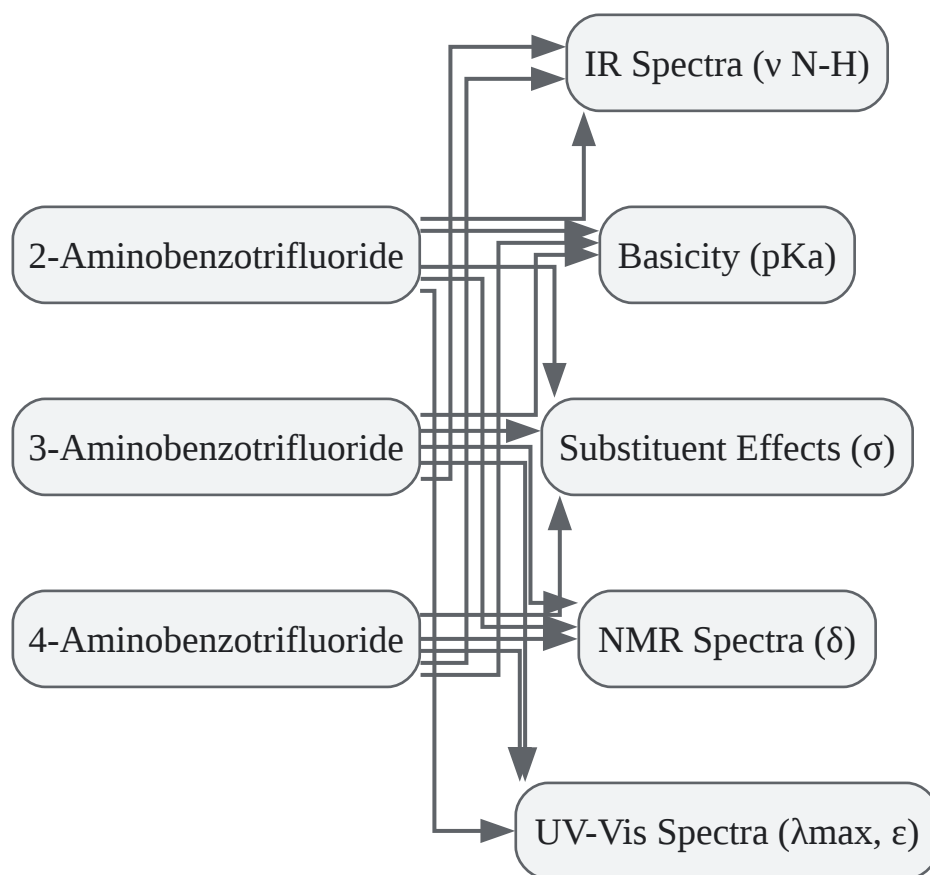 IR Spectra (ν N-H)
2-Aminobenzotrifluoride
Basicity (pKa)
3-Aminobenzotrifluoride
Substituent Effects (σ)
4-Aminobenzotrifluoride
NMR Spectra (δ)
UV-Vis Spectra (λmax, ε)